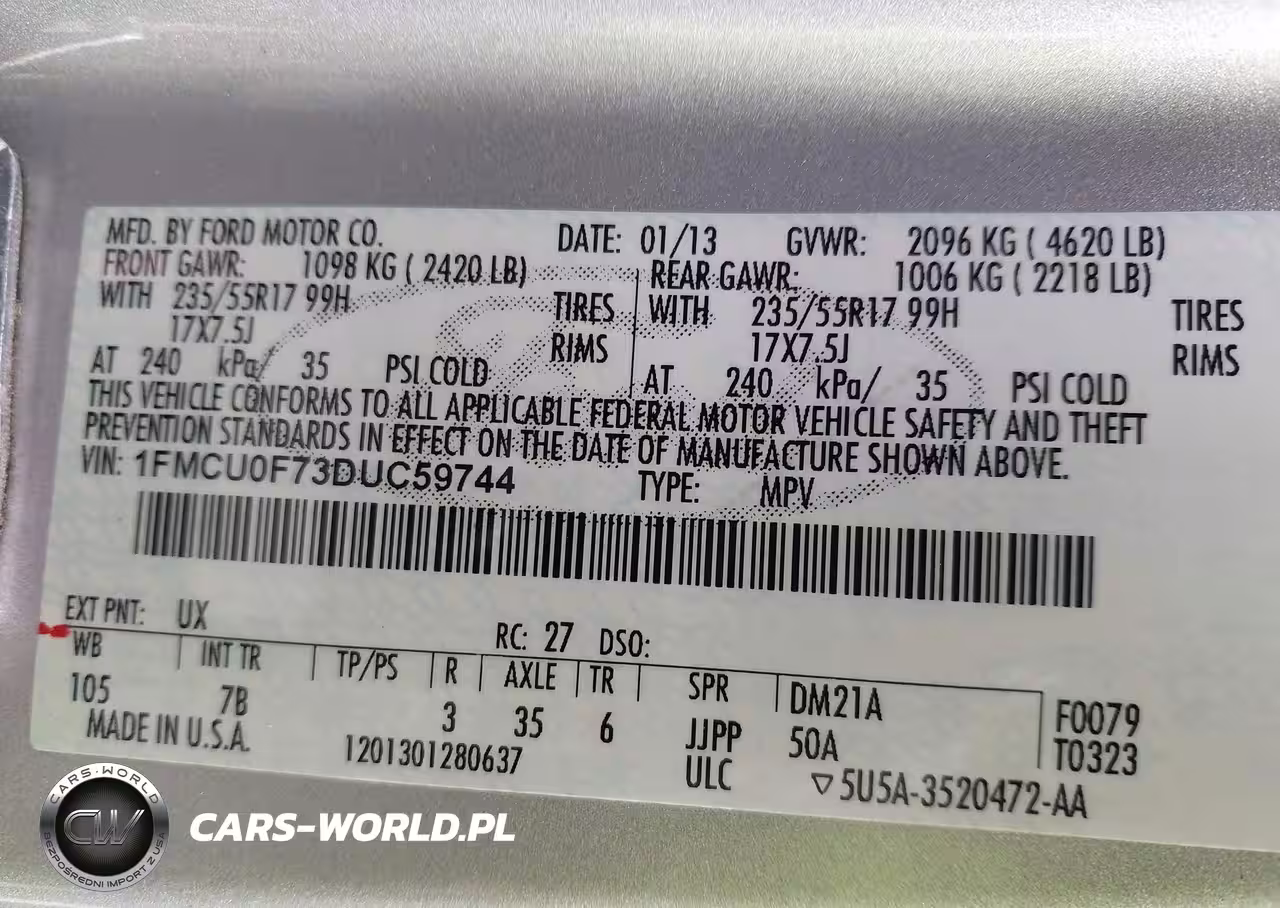 MFD. BY FORD MOTOR CO. DATE: 01/13 GVWR: 2096 KG ( 4620 LB)
FRONT GAWR: 1098 KG ( 2420 LB) REAR GAWR: 1006 KG ( 2218 LB)
WITH 235/55R17 99H TIRES WITH 235/55R17 99H TIRES
17X7.5J RIMS 17X7.5J RIMS
AT 240 kPa/ 35 PSI COLD AT 240 kPa/ 35 PSI COLD
THIS VEHICLE CONFORMS TO ALL APPLICABLE FEDERAL MOTOR VEHICLE SAFETY AND THEFT
PREVENTION STANDARDS IN EFFECT ON THE DATE OF MANUFACTURE SHOWN ABOVE.
VIN: 1FMCU0F73DUC59744 TYPE: MPV
EXT PNT: UX RC: 27 DSO:
WB INT TR TP/PS R AXLE TR SPR DM21A F0079
105 7B 3 35 6 JJPP 50A T0323
MADE IN U.S.A. 1201301280637 ULC ▽5U5A-3520472-AA
CARS-WORLD
CW
BEZPOŚREDNI IMPORT Z USA
CARS-WORLD.PL